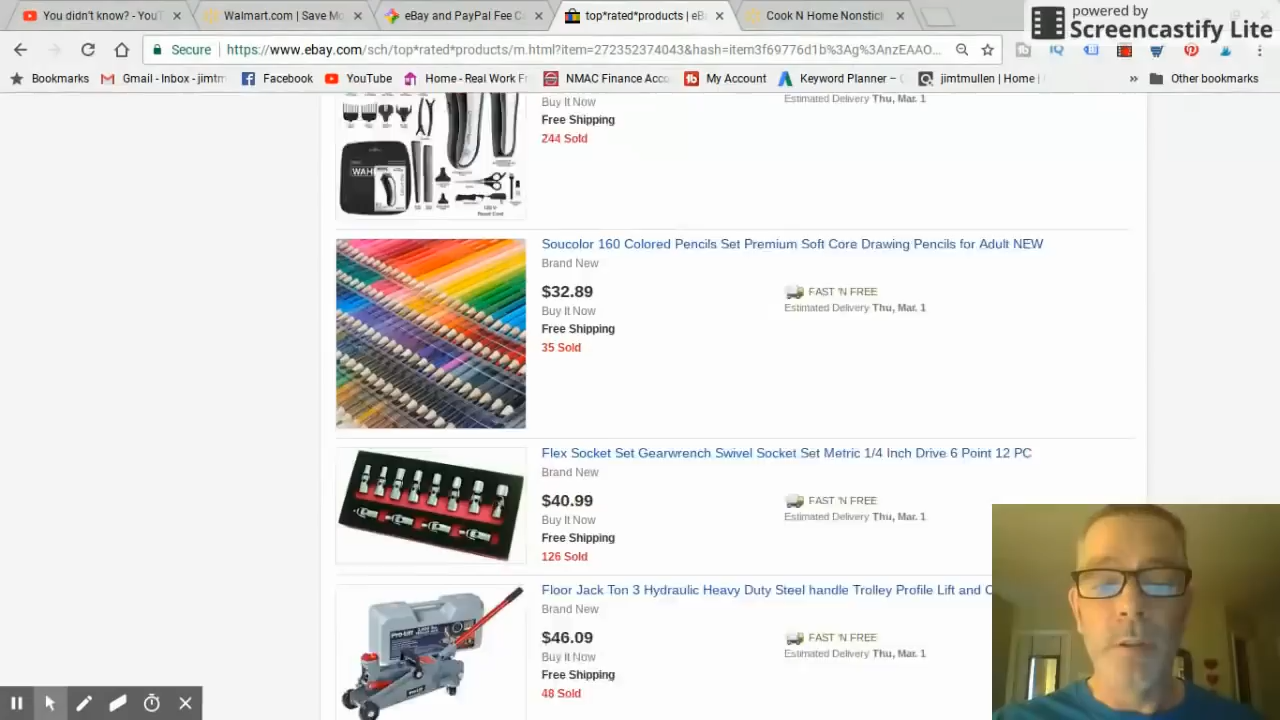 powered by
Screencastify Lite
You didn't know? - YouT
Walmart.com | Save Mo
eBay and PayPal Fee Ca
top*rated*products | eB
Cook N Home Nonstic
Secure
https://www.ebay.com/sch/top*rated*products/m.html?item=272352374043&hash=item3f69776d1b%3Ag%3AnzEAAO...
Bookmarks
Gmail - Inbox - jimtm
Facebook
YouTube
Home - Real Work Fr
NMAC Finance Acco
My Account
Keyword Planner –
jimtmullen | Home |
Other bookmarks
Buy It Now
Estimated Delivery Thu, Mar. 1
Free Shipping
244 Sold
WAHL
Soucolor 160 Colored Pencils Set Premium Soft Core Drawing Pencils for Adult NEW
Brand New
$32.89
FAST 'N FREE
Buy It Now
Estimated Delivery Thu, Mar. 1
Free Shipping
35 Sold
Flex Socket Set Gearwrench Swivel Socket Set Metric 1/4 Inch Drive 6 Point 12 PC
Brand New
$40.99
FAST 'N FREE
Buy It Now
Estimated Delivery Thu, Mar. 1
Free Shipping
126 Sold
Floor Jack Ton 3 Hydraulic Heavy Duty Steel handle Trolley Profile Lift and C
Brand New
$46.09
FAST 'N FREE
Buy It Now
Estimated Delivery Thu, Mar. 1
Free Shipping
48 Sold